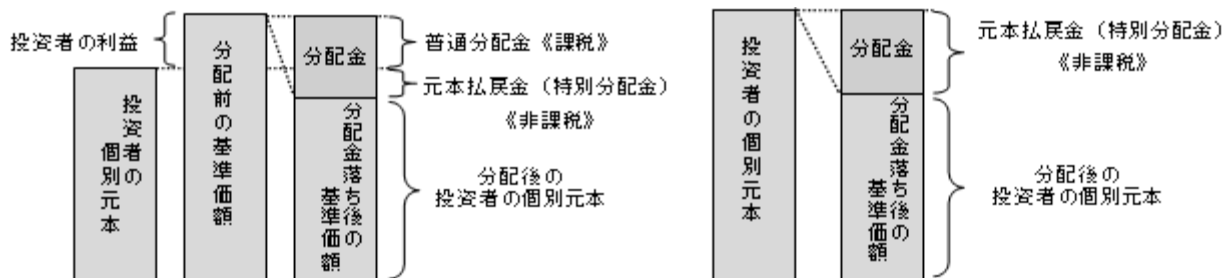 投資者の利益
投資者の
個別元本
分配前の基準価額
分配金
分配金落ち後の
基準価額
普通分配金《課税》
元本払戻金(特別分配金)
《非課税》
分配後の
投資者の個別元本
投資者の個別元本
分配金
分配金落ち後の
基準価額
元本払戻金(特別分配金)
《非課税》
分配後の
投資者の個別元本